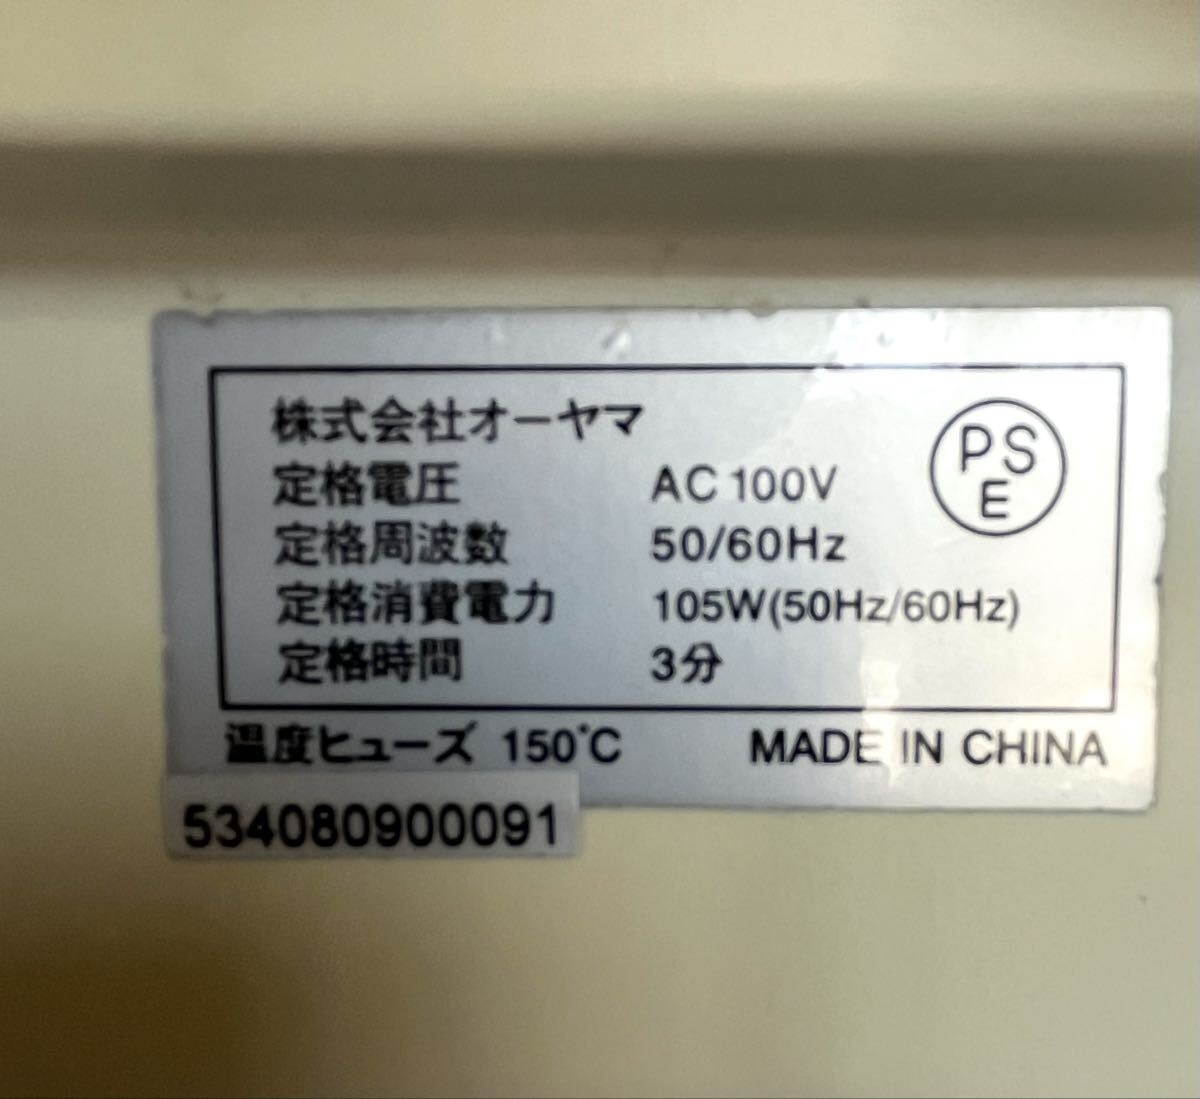 株式会社オーヤマ
定格電圧 AC 100V
定格周波数 50/60Hz
定格消費電力 105W(50Hz/60Hz)
定格時間 3分
PS
E
温度ヒューズ 150°C MADE IN CHINA
534080900091